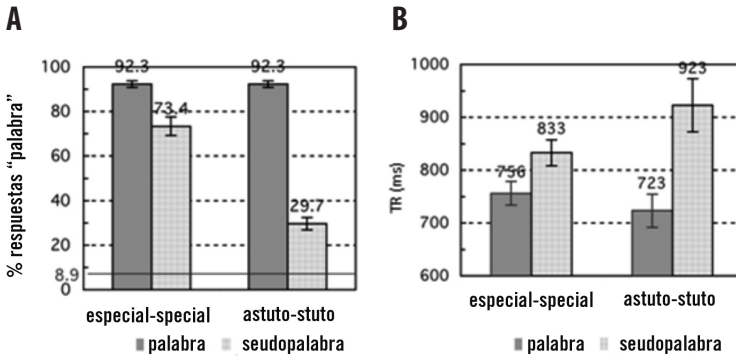 A
% respuestas “palabra”
100
80
60
40
20
8.9
0
92.3
73.4
92.3
29.7
especial-special
astuto-stuto
palabra
seudopalabra
B
TR (ms)
1000
900
800
700
600
756
833
723
923
especial-special
astuto-stuto
palabra
seudopalabra